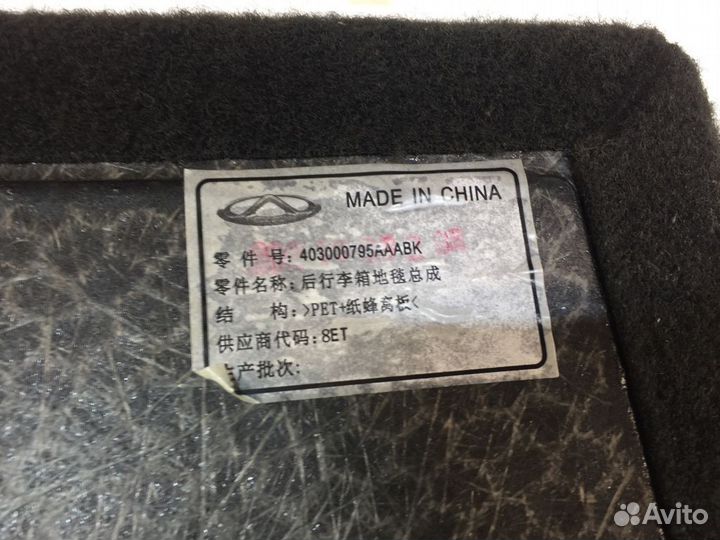 MADE IN CHINA
零件号:403000795AAABK
零件名称:后行李箱地毯总成
结构:>PET+纸蜂窝板<
供应商代码:8ET
生产批次:
Avito